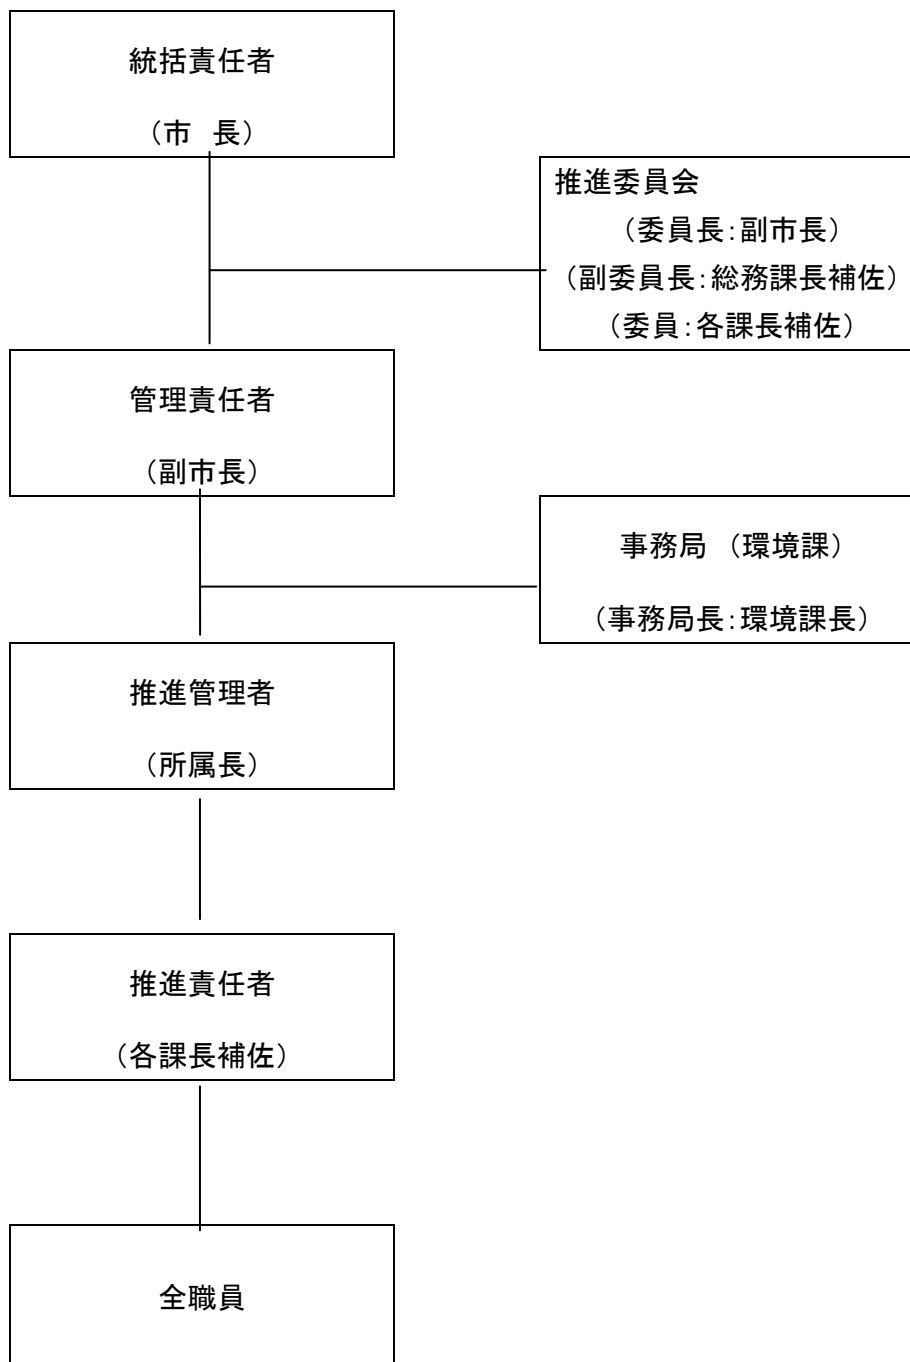 統括責任者
（市　長）
推進委員会
（委員長：副市長）
（副委員長：総務課長補佐）
（委員：各課長補佐）
管理責任者
（副市長）
事務局　（環境課）
（事務局長：環境課長）
推進管理者
（所属長）
推進責任者
（各課長補佐）
全職員